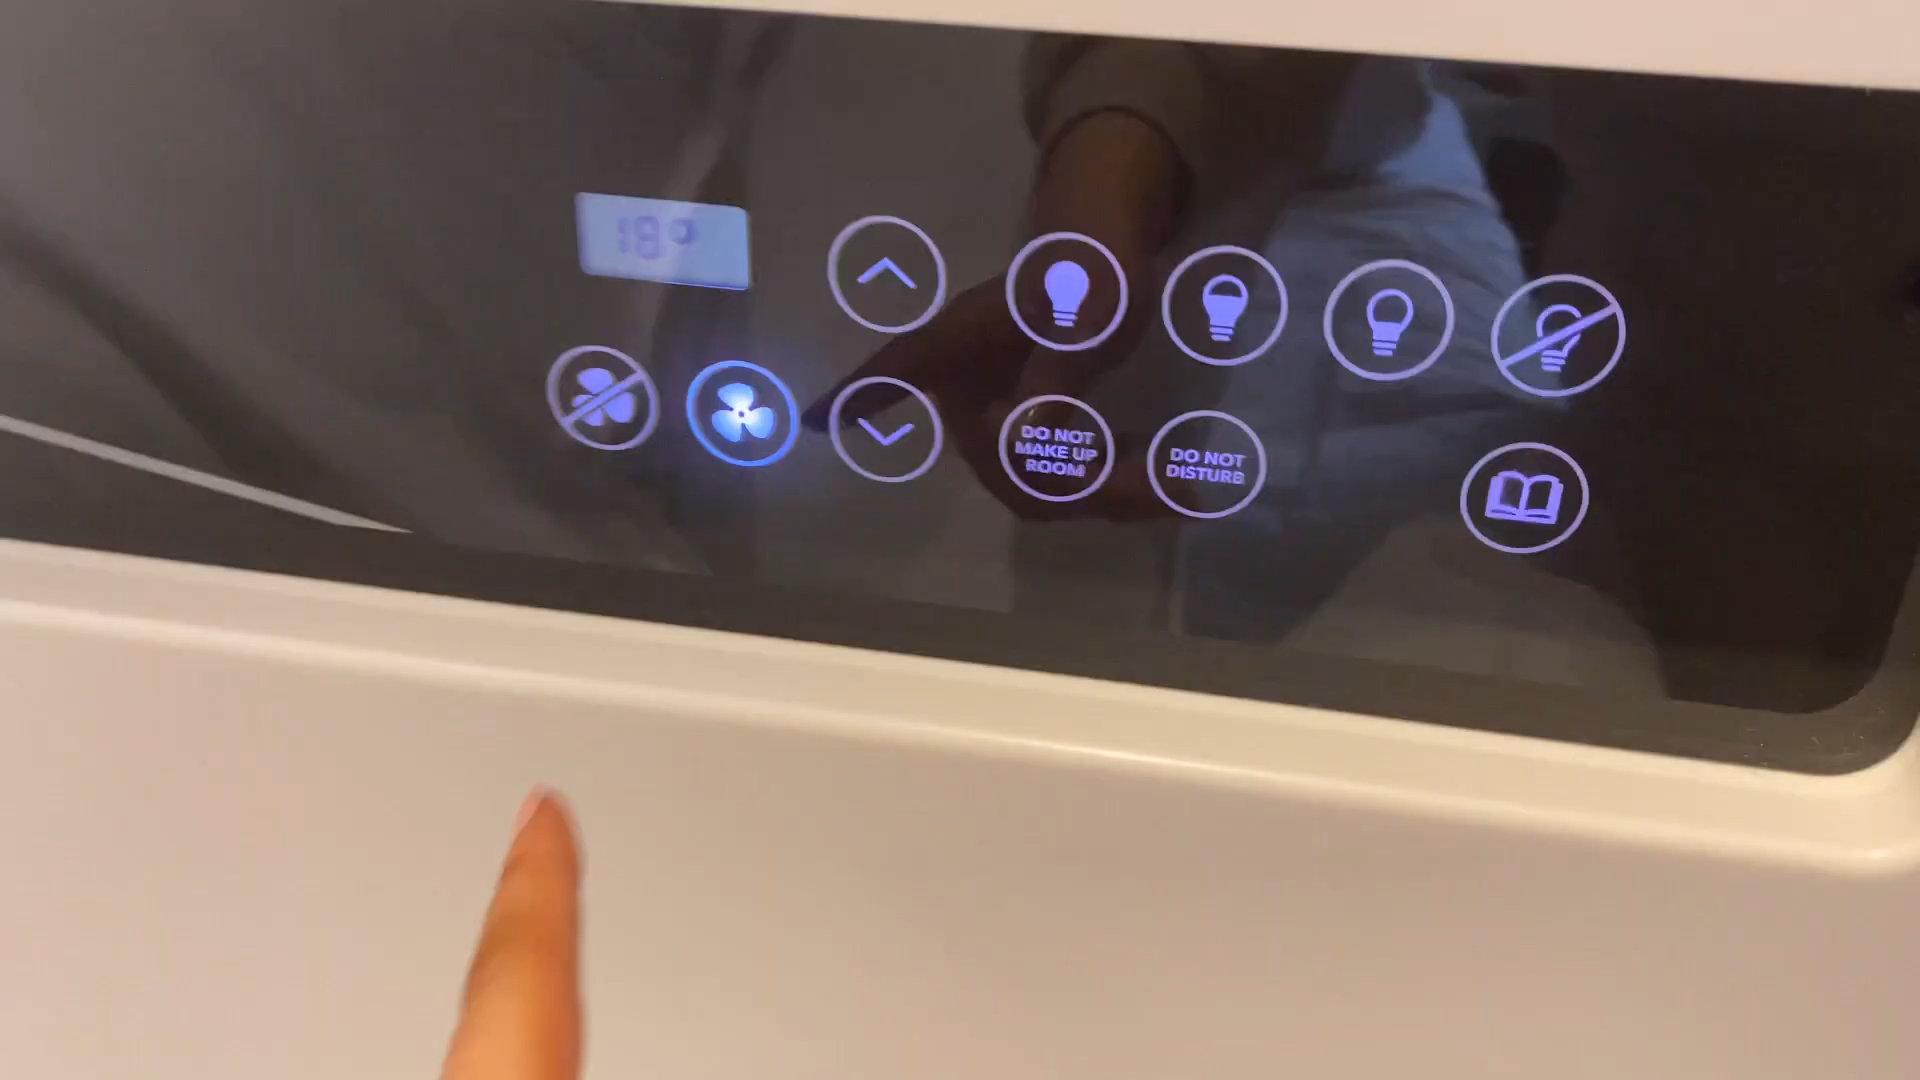 18°
DO NOT
MAKE UP
ROOM
DO NOT
DISTURB